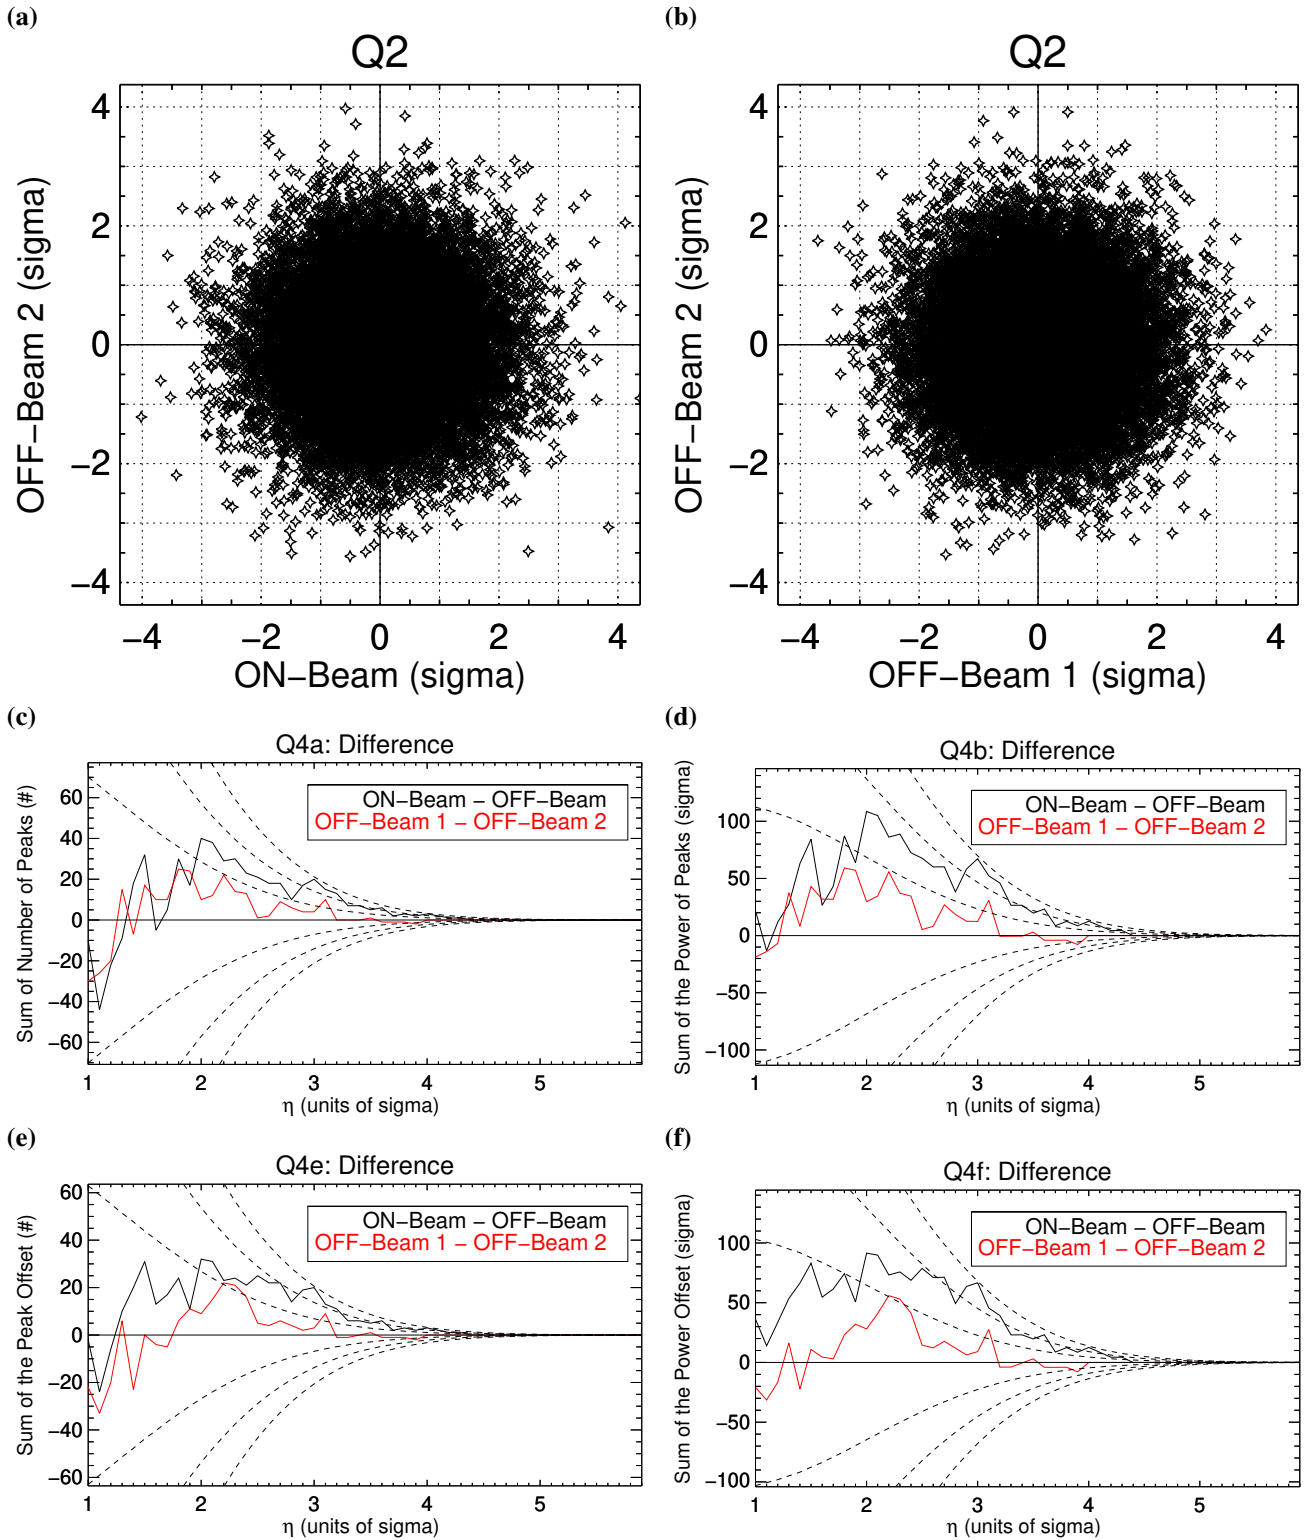 (a)
(b)
Q2
Q2
4
2
0
−2
−4
OFF−Beam 2 (sigma)
−4
−2
0
2
4
ON−Beam (sigma)
4
2
0
−2
−4
OFF−Beam 2 (sigma)
−4
−2
0
2
4
OFF−Beam 1 (sigma)
(c)
(d)
Q4a: Difference
ON−Beam − OFF−Beam
OFF−Beam 1 − OFF−Beam 2
60
40
20
0
−20
−40
−60
Sum of Number of Peaks (#)
1
2
3
4
5
η (units of sigma)
Q4b: Difference
ON−Beam − OFF−Beam
OFF−Beam 1 − OFF−Beam 2
100
50
0
−50
−100
Sum of the Power of Peaks (sigma)
1
2
3
4
5
η (units of sigma)
(e)
(f)
Q4e: Difference
ON−Beam − OFF−Beam
OFF−Beam 1 − OFF−Beam 2
60
40
20
0
−20
−40
−60
Sum of the Peak Offset (#)
1
2
3
4
5
η (units of sigma)
Q4f: Difference
ON−Beam − OFF−Beam
OFF−Beam 1 − OFF−Beam 2
100
50
0
−50
−100
Sum of the Power Offset (sigma)
1
2
3
4
5
η (units of sigma)